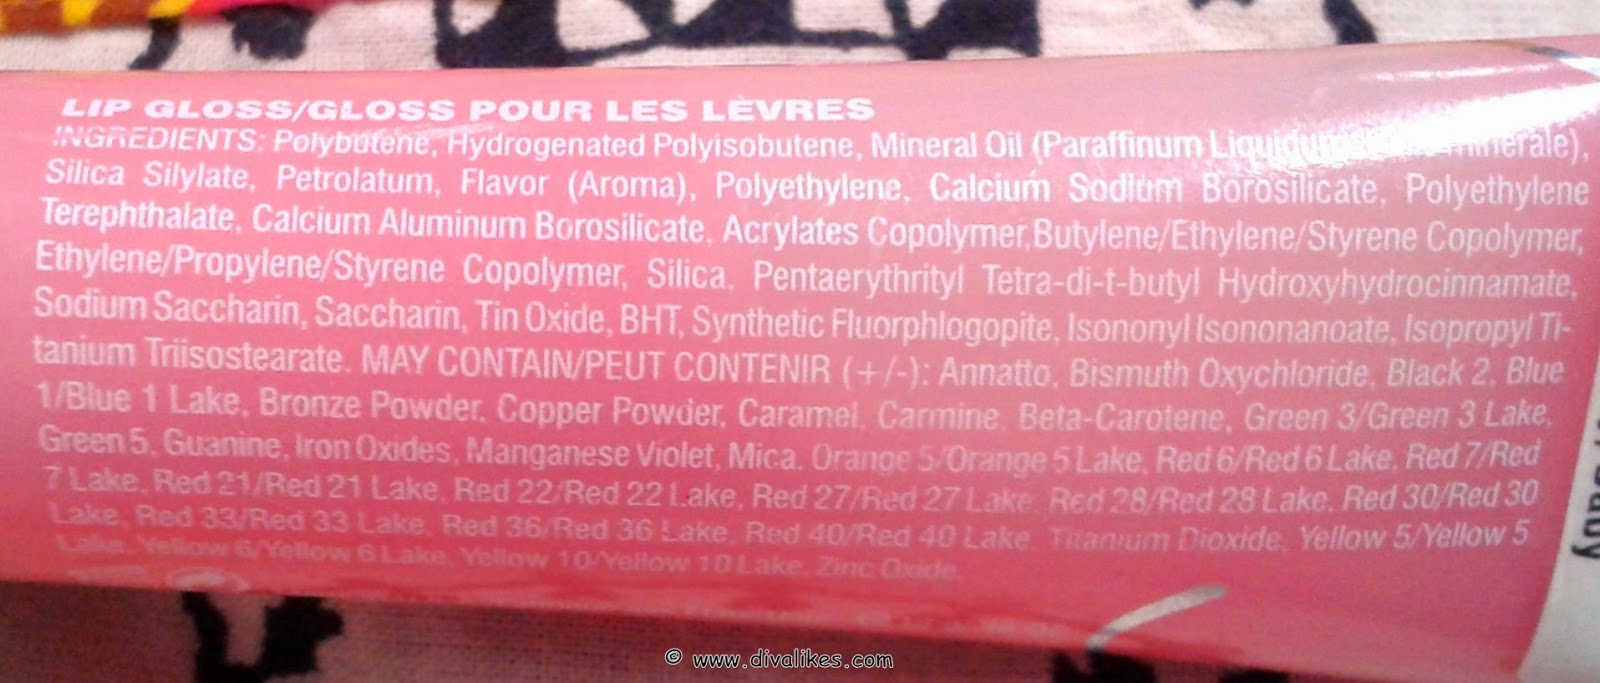 LIP GLOSS/GLOSS POUR LES LÈVRES
INGREDIENTS: Polybutene, Hydrogenated Polyisobutene, Mineral Oil (Paraffinum
Silica Silylate, Petrolatum, Flavor (Aroma), Polyethylene, Calcium Sodium Borosilicate, Polyethylene
Terephthalate, Calcium Aluminum Borosilicate, Acrylates Copolymer,Butylene/Ethylene/Styrene Copolymer,
Ethylene/Propylene/Styrene Copolymer, Silica, Pentaerythrityl Tetra-di-t-butyl Hydroxyhydrocinnamate,
Sodium Saccharin, Saccharin, Tin Oxide, BHT, Synthetic Fluorphlogopite, Isononyl Isononanoate, Isopropyl Ti-
tanium Triisostearate. MAY CONTAIN/PEUT CONTENIR (+/-): Annatto, Bismuth Oxychloride, Black 2, Blue
1/Blue 1 Lake, Bronze Powder, Copper Powder, Caramel, Carmine, Beta-Carotene, Green 3/Green 3 Lake,
Green 5, Guanine, Iron Oxides, Manganese Violet, Mica, Orange 5/Orange 5 Lake, Red 6/Red 6 Lake, Red 7/Red
7 Lake, Red 21/Red 21 Lake, Red 22/Red 22 Lake, Red 27/Red 27 Lake, Red 28/Red 28 Lake, Red 30/Red 30
Lake, Red 33/Red 33 Lake, Red 36/Red 36 Lake, Red 40/Red 40 Lake, Titanium Dioxide, Yellow 5/Yellow 5
Lake, Yellow 6/Yellow 6 Lake, Yellow 10/Yellow 10 Lake, Zinc Oxide.
© www.divalikes.com